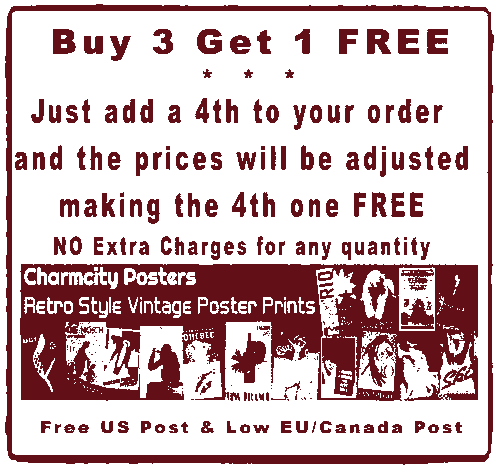 Buy 3 Get 1 FREE
* * *
Just add a 4th to your order
and the prices will be adjusted
making the 4th one FREE
NO Extra Charges for any quantity
Charmcity Posters
Retro Style Vintage Poster Prints
Free US Post & Low EU/Canada Post